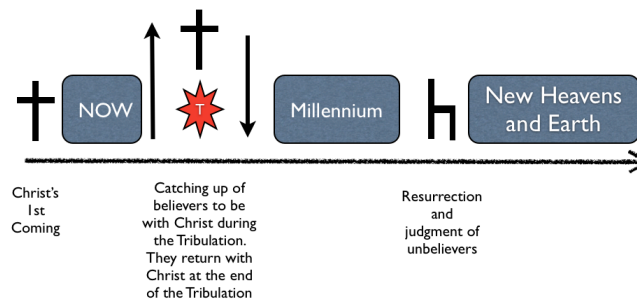 NOW
T
Millennium
New Heavens
and Earth
Christ's
1st
Coming
Catching up of
believers to be
with Christ during
the Tribulation.
They return with
Christ at the end
of the Tribulation
Resurrection
and
judgment of
unbelievers